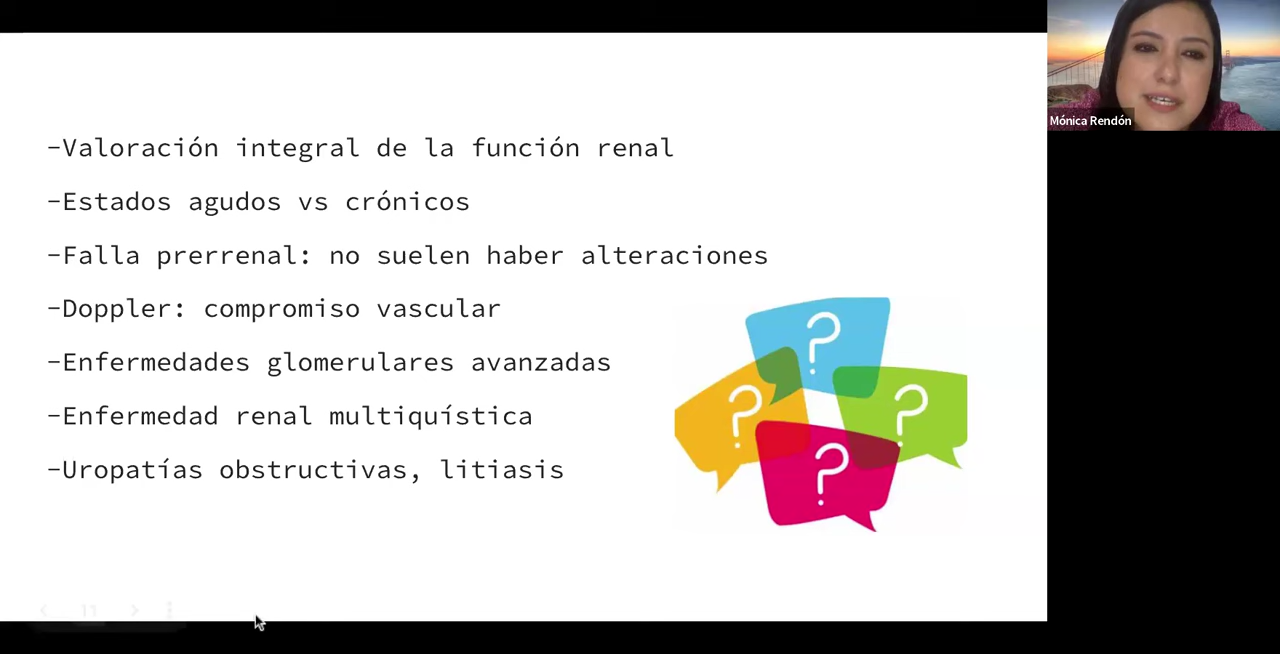 -Valoración integral de la función renal
-Estados agudos vs crónicos
-Falla prerrenal: no suelen haber alteraciones
-Doppler: compromiso vascular
-Enfermedades glomerulares avanzadas
-Enfermedad renal multiquística
-Uropatías obstructivas, litiasis
?
?
?
?
Mónica Rendón
11